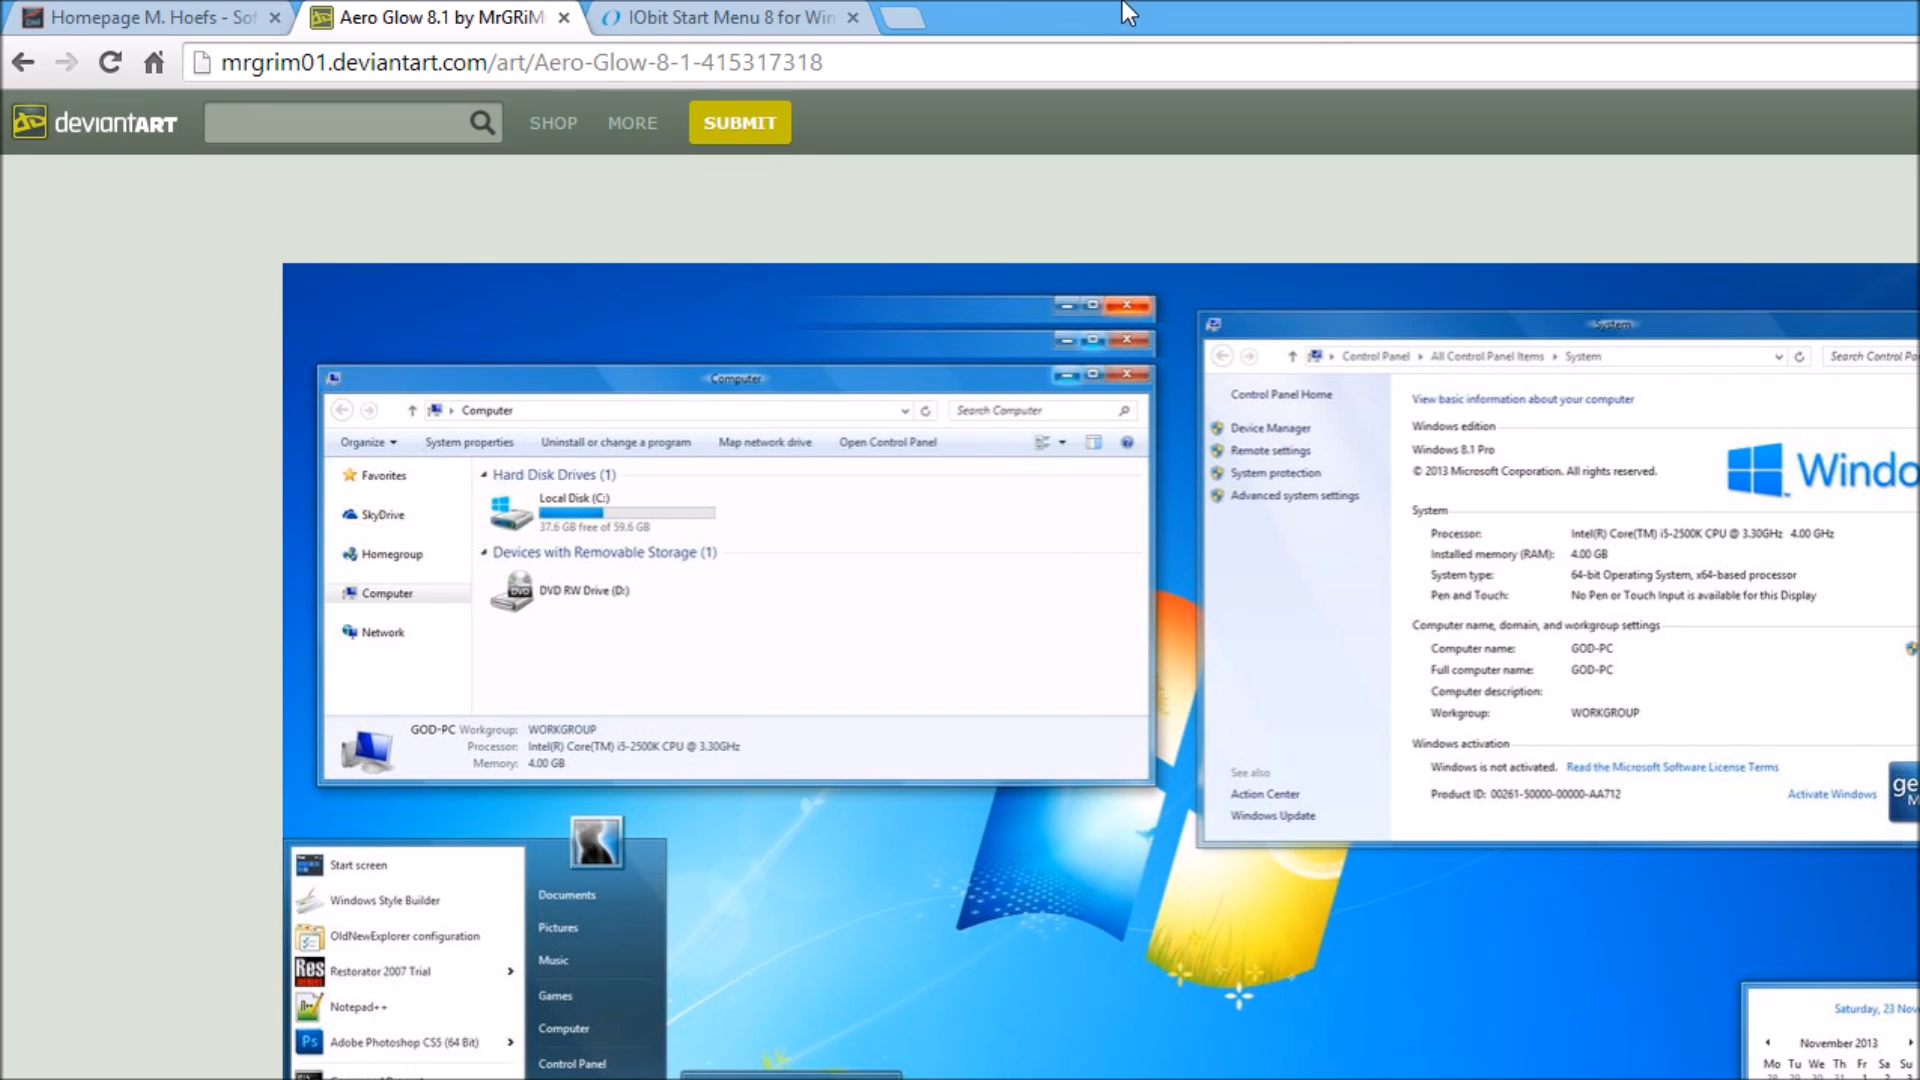 Homepage M. Hoefs - Sof
Aero Glow 8.1 by MrGRiM
IObit Start Menu 8 for Win
mrgrim01.deviantart.com/art/Aero-Glow-8-1-415317318
deviantART
SHOP
MORE
SUBMIT
Computer
Computer
Search Computer
Organize
System properties
Uninstall or change a program
Map network drive
Open Control Panel
Favorites
SkyDrive
Homegroup
Computer
Network
Hard Disk Drives (1)
Local Disk (C:)
37.6 GB free of 59.6 GB
Devices with Removable Storage (1)
DVD
DVD RW Drive (D:)
GOD-PC Workgroup: WORKGROUP
Processor: Intel(R) Core(TM) i5-2500K CPU @ 3.30GHz
Memory: 4.00 GB
System
Control Panel
All Control Panel Items
System
Search Control Pa
Control Panel Home
Device Manager
Remote settings
System protection
Advanced system settings
See also
Action Center
Windows Update
View basic information about your computer
Windows edition
Windows 8.1 Pro
© 2013 Microsoft Corporation. All rights reserved.
Windo
System
Processor: Intel(R) Core(TM) i5-2500K CPU @ 3.30GHz 4.00 GHz
Installed memory (RAM): 4.00 GB
System type: 64-bit Operating System, x64-based processor
Pen and Touch: No Pen or Touch Input is available for this Display
Computer name, domain, and workgroup settings
Computer name: GOD-PC
Full computer name: GOD-PC
Computer description:
Workgroup: WORKGROUP
Windows activation
Windows is not activated. Read the Microsoft Software License Terms
Product ID: 00261-50000-00000-AA712
Activate Windows
ge
M
Start screen
Windows Style Builder
OldNewExplorer configuration
Res
Restorator 2007 Trial
Notepad++
Ps
Adobe Photoshop CS5 (64 Bit)
Documents
Pictures
Music
Games
Computer
Control Panel
Saturday, 23 Nov
November 2013
Mo Tu We Th Fr Sa Su